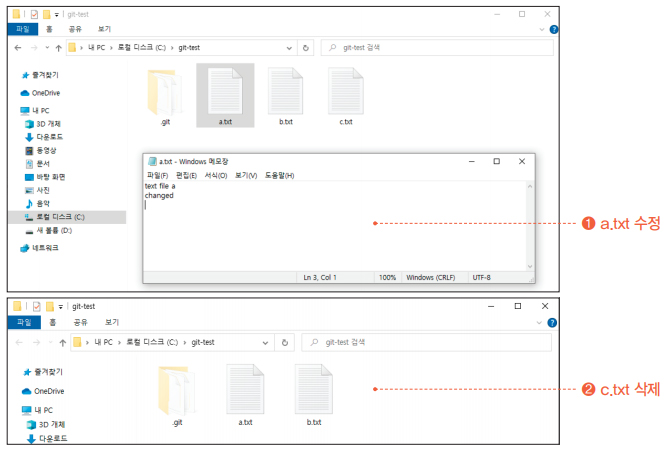 git-test
파일 홈 공유 보기
내 PC > 로컬 디스크 (C:) > git-test
git-test 검색
즐겨찾기
OneDrive
내 PC
3D 개체
다운로드
동영상
문서
바탕 화면
사진
음악
로컬 디스크 (C:)
새 볼륨 (D:)
네트워크
.git a.txt b.txt c.txt
a.txt - Windows 메모장
파일(F) 편집(E) 서식(O) 보기(V) 도움말(H)
text file a
changed
Ln 3, Col 1 100% Windows (CRLF) UTF-8
❶ a.txt 수정
git-test
파일 홈 공유 보기
내 PC > 로컬 디스크 (C:) > git-test
git-test 검색
즐겨찾기
OneDrive
내 PC
3D 개체
다운로드
.git a.txt b.txt
❷ c.txt 삭제